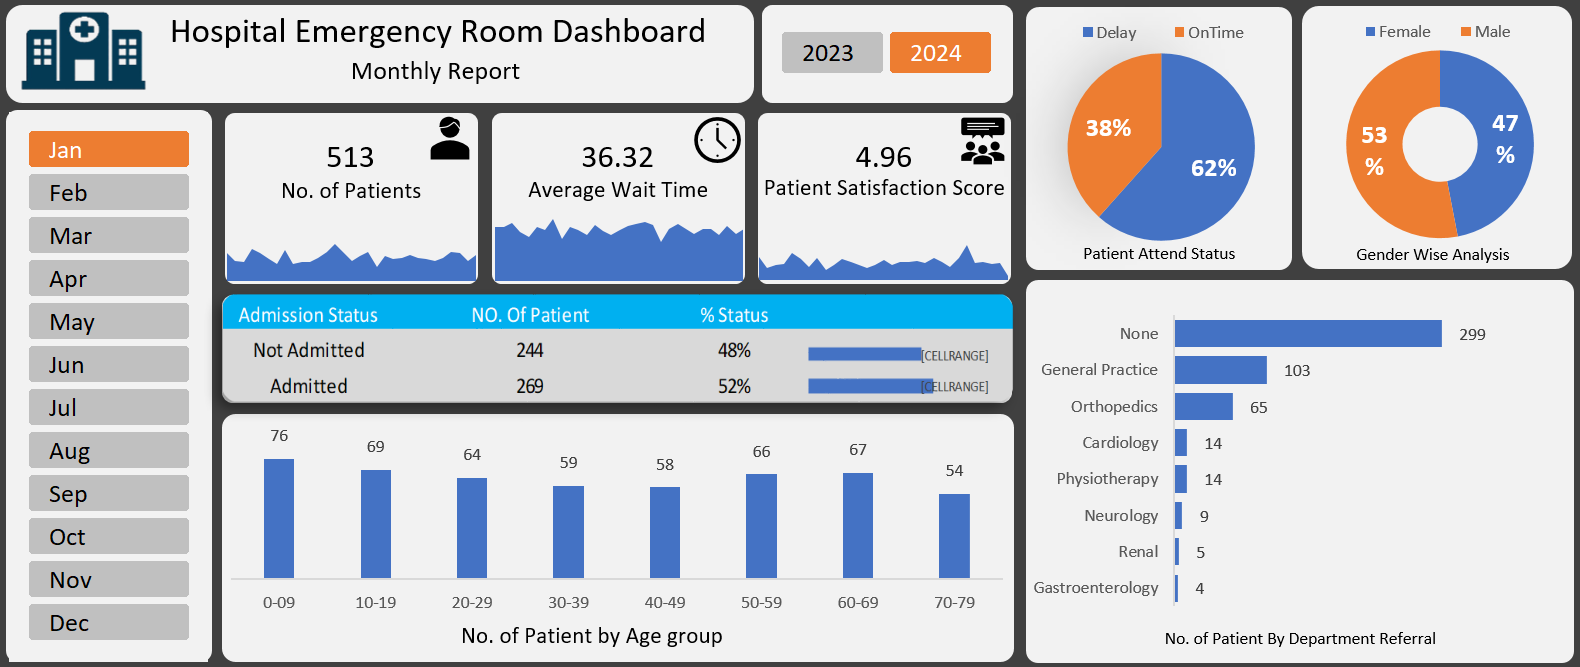 Hospital Emergency Room Dashboard
Monthly Report
2023
2024
Jan
Feb
Mar
Apr
May
Jun
Jul
Aug
Sep
Oct
Nov
Dec
513
No. of Patients
36.32
Average Wait Time
4.96
Patient Satisfaction Score
Delay OnTime
38%
62%
Patient Attend Status
Female Male
53
%
47
%
Gender Wise Analysis
Admission Status NO. Of Patient % Status
Not Admitted 244 48% [CELLRANGE]
Admitted 269 52% [CELLRANGE]
76 69 64 59 58 66 67 54
0-09 10-19 20-29 30-39 40-49 50-59 60-69 70-79
No. of Patient by Age group
None 299
General Practice 103
Orthopedics 65
Cardiology 14
Physiotherapy 14
Neurology 9
Renal 5
Gastroenterology 4
No. of Patient By Department Referral